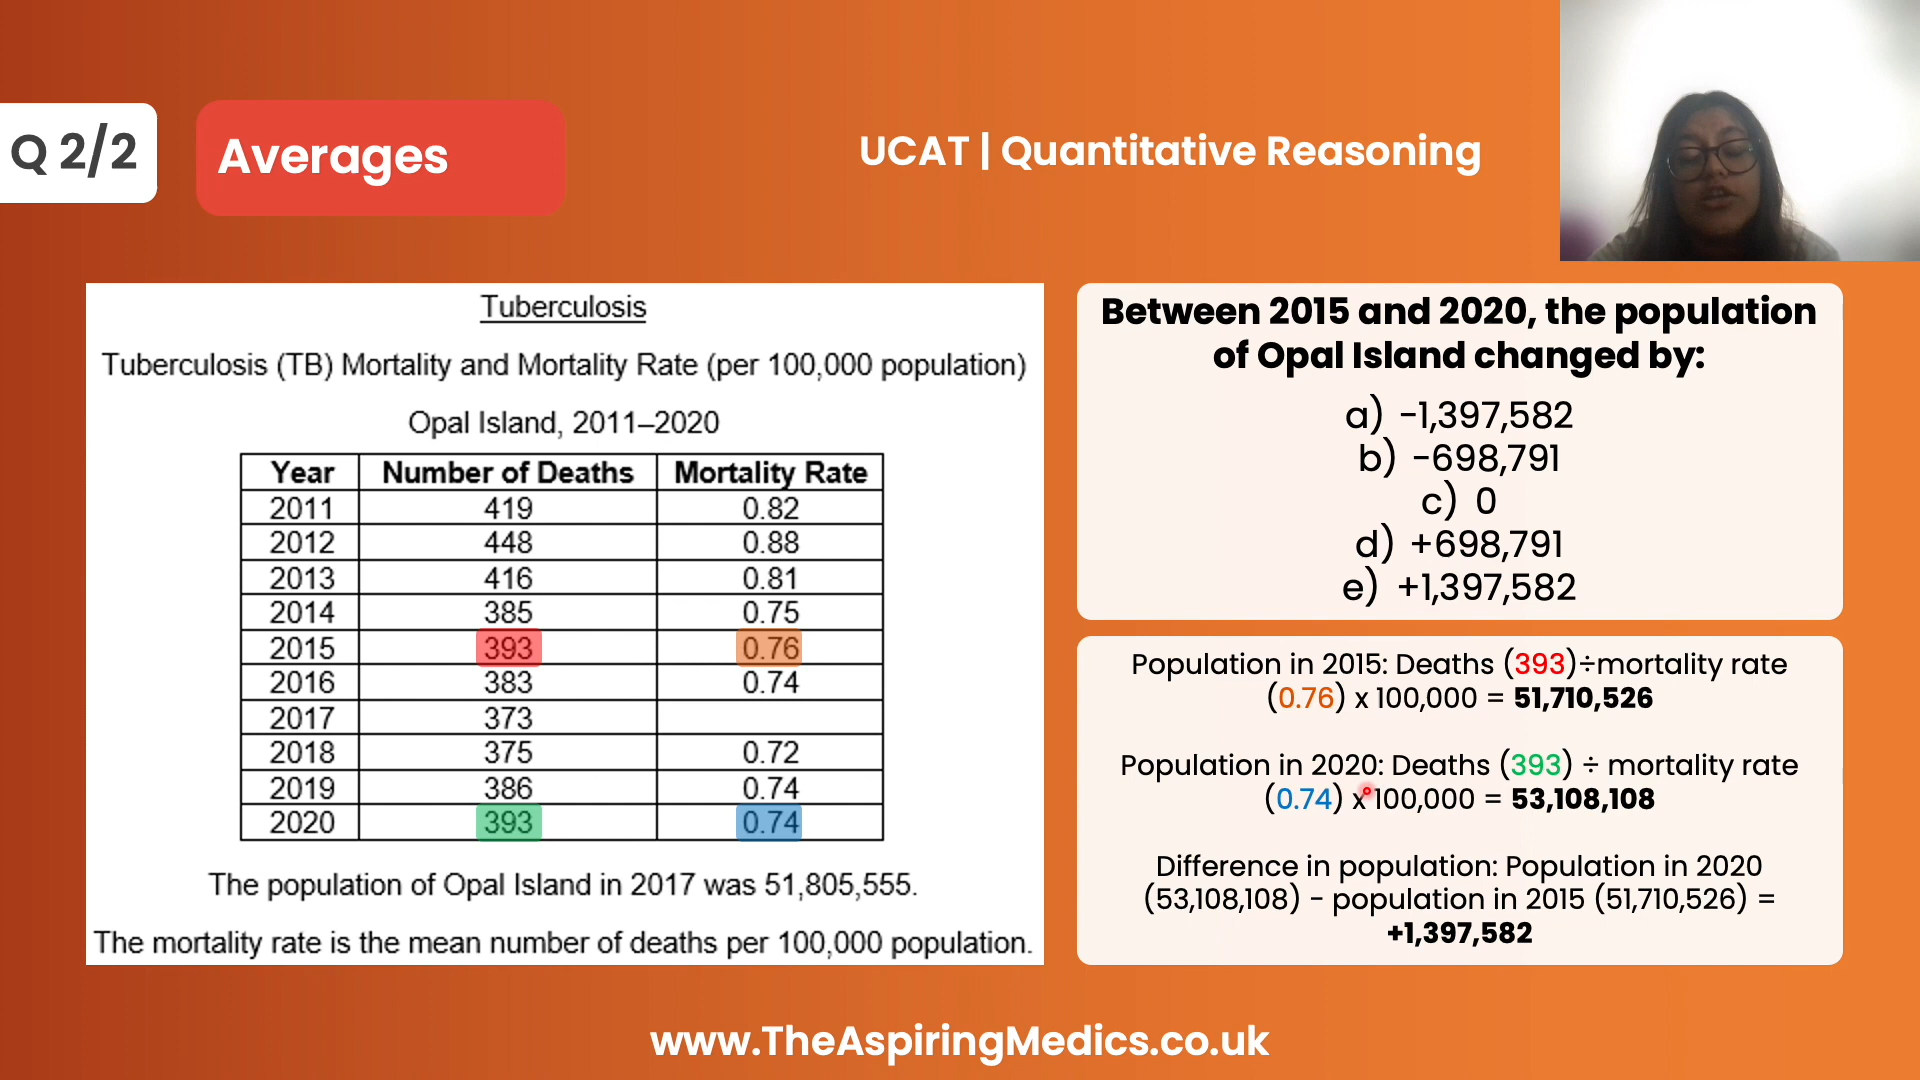 Q 2/2
Averages
UCAT | Quantitative Reasoning
Tuberculosis
Tuberculosis (TB) Mortality and Mortality Rate (per 100,000 population)
Opal Island, 2011–2020
Year Number of Deaths Mortality Rate
2011 419 0.82
2012 448 0.88
2013 416 0.81
2014 385 0.75
2015 393 0.76
2016 383 0.74
2017 373
2018 375 0.72
2019 386 0.74
2020 393 0.74
The population of Opal Island in 2017 was 51,805,555.
The mortality rate is the mean number of deaths per 100,000 population.
Between 2015 and 2020, the population
of Opal Island changed by:
a) -1,397,582
b) -698,791
c) 0
d) +698,791
e) +1,397,582
Population in 2015: Deaths (393)÷mortality rate
(0.76) x 100,000 = 51,710,526
Population in 2020: Deaths (393) ÷ mortality rate
(0.74) x 100,000 = 53,108,108
Difference in population: Population in 2020
(53,108,108) - population in 2015 (51,710,526) =
+1,397,582
www.TheAspiringMedics.co.uk